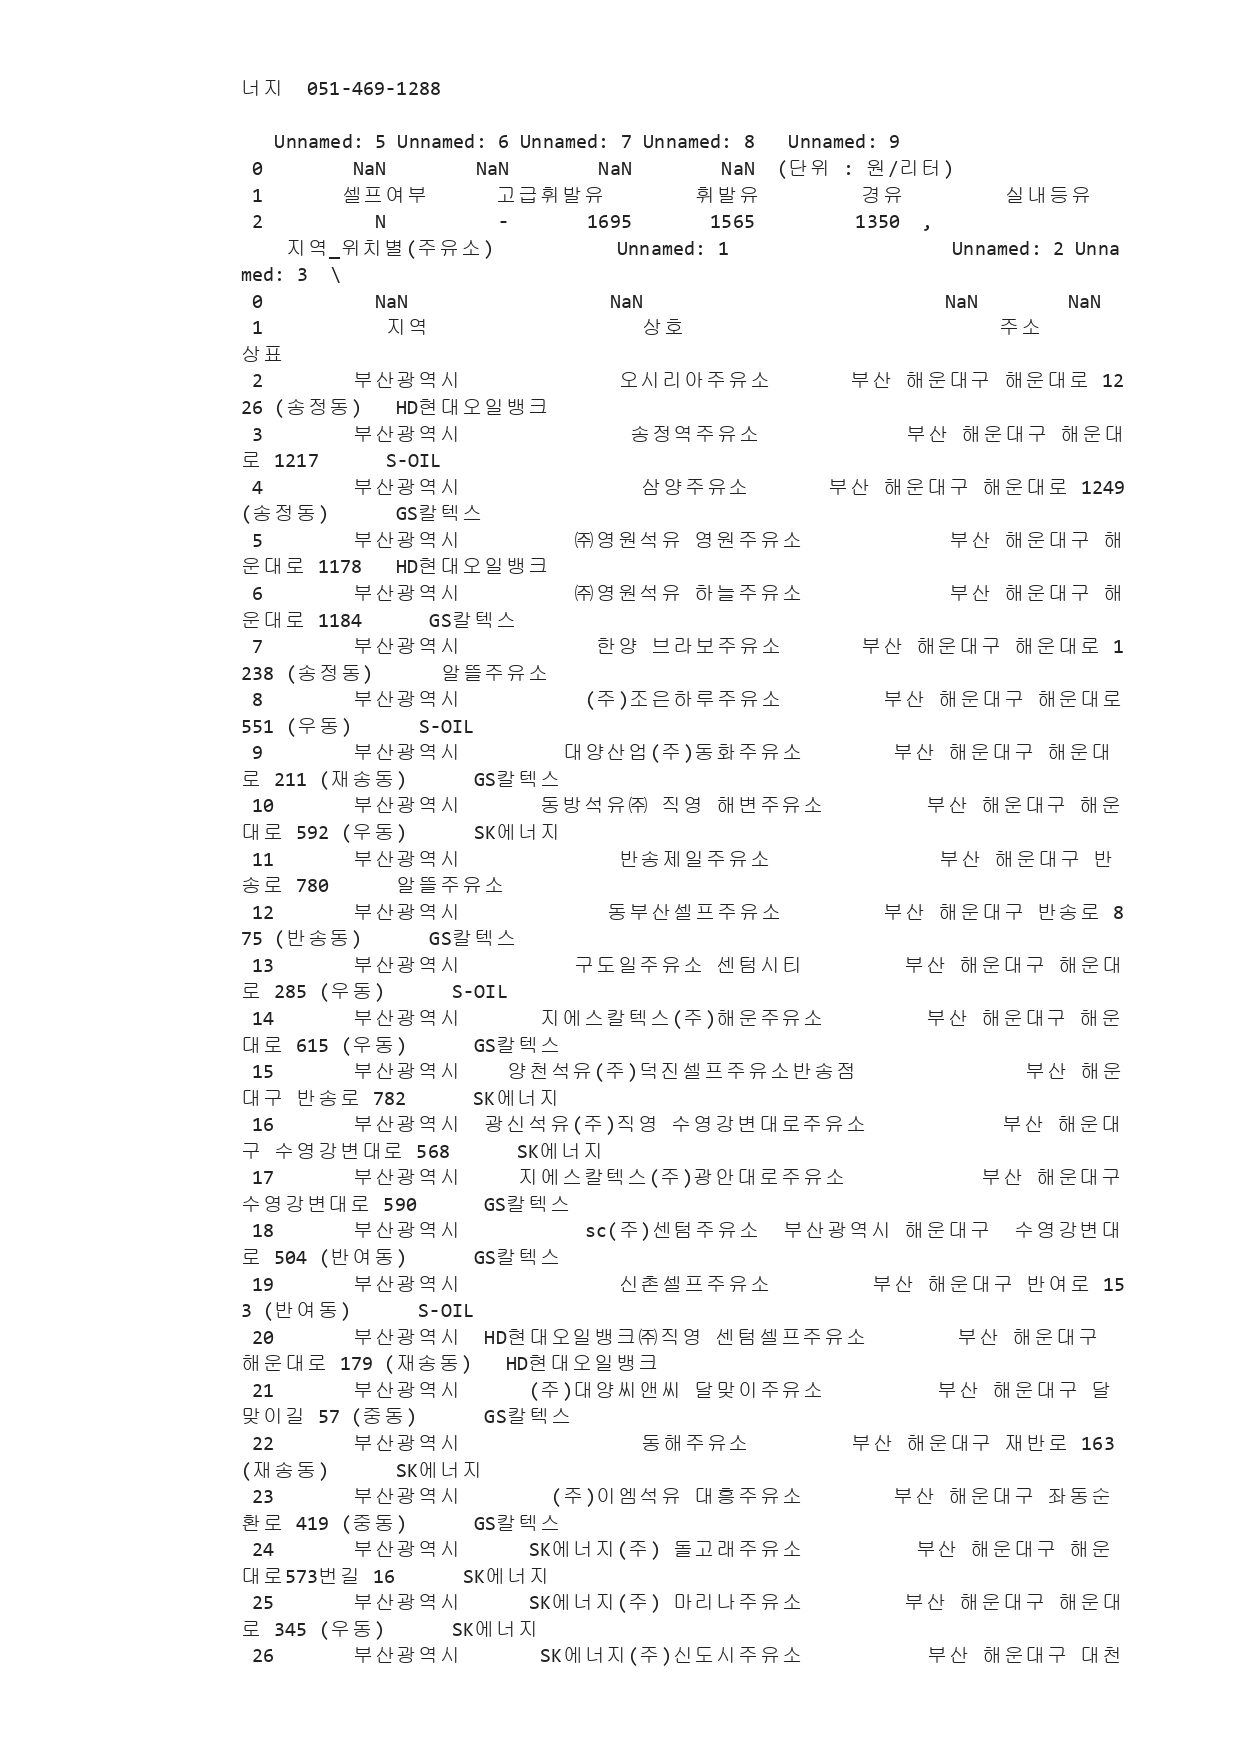 너지  051-469-1288
Unnamed: 5 Unnamed: 6 Unnamed: 7 Unnamed: 8   Unnamed: 9
0        NaN        NaN        NaN        NaN  (단위 : 원/리터)
1       셀프여부      고급휘발유        휘발유         경유         실내등유
2          N          -       1695       1565         1350  ,
지역_위치별(주유소)           Unnamed: 1                    Unnamed: 2 Unna
med: 3  \
0          NaN                  NaN                           NaN        NaN
1           지역                   상호                            주소
상표
2        부산광역시              오시리아주유소       부산 해운대구 해운대로 12
26 (송정동)   HD현대오일뱅크
3        부산광역시               송정역주유소             부산 해운대구 해운대
로 1217      S-OIL
4        부산광역시                삼양주유소       부산 해운대구 해운대로 1249
(송정동)      GS칼텍스
5        부산광역시          ㈜영원석유 영원주유소             부산 해운대구 해
운대로 1178   HD현대오일뱅크
6        부산광역시          ㈜영원석유 하늘주유소             부산 해운대구 해
운대로 1184      GS칼텍스
7        부산광역시            한양 브라보주유소       부산 해운대구 해운대로 1
238 (송정동)      알뜰주유소
8        부산광역시           (주)조은하루주유소         부산 해운대구 해운대로
551 (우동)      S-OIL
9        부산광역시         대양산업(주)동화주유소        부산 해운대구 해운대
로 211 (재송동)      GS칼텍스
10       부산광역시       동방석유㈜ 직영 해변주유소         부산 해운대구 해운
대로 592 (우동)      SK에너지
11       부산광역시              반송제일주유소               부산 해운대구 반
송로 780      알뜰주유소
12       부산광역시             동부산셀프주유소         부산 해운대구 반송로 8
75 (반송동)      GS칼텍스
13       부산광역시          구도일주유소 센텀시티         부산 해운대구 해운대
로 285 (우동)      S-OIL
14       부산광역시       지에스칼텍스(주)해운주유소         부산 해운대구 해운
대로 615 (우동)      GS칼텍스
15       부산광역시    양천석유(주)덕진셀프주유소반송점               부산 해운
대구 반송로 782      SK에너지
16       부산광역시  광신석유(주)직영 수영강변대로주유소            부산 해운대
구 수영강변대로 568      SK에너지
17       부산광역시     지에스칼텍스(주)광안대로주유소            부산 해운대구
수영강변대로 590      GS칼텍스
18       부산광역시           sc(주)센텀주유소  부산광역시 해운대구  수영강변대
로 504 (반여동)      GS칼텍스
19       부산광역시              신촌셀프주유소         부산 해운대구 반여로 15
3 (반여동)      S-OIL
20       부산광역시  HD현대오일뱅크㈜직영 센텀셀프주유소        부산 해운대구
해운대로 179 (재송동)   HD현대오일뱅크
21       부산광역시      (주)대양씨앤씨 달맞이주유소          부산 해운대구 달
맞이길 57 (중동)      GS칼텍스
22       부산광역시                동해주유소         부산 해운대구 재반로 163
(재송동)      SK에너지
23       부산광역시        (주)이엠석유 대흥주유소        부산 해운대구 좌동순
환로 419 (중동)      GS칼텍스
24       부산광역시      SK에너지(주) 돌고래주유소          부산 해운대구 해운
대로573번길 16      SK에너지
25       부산광역시      SK에너지(주) 마리나주유소         부산 해운대구 해운대
로 345 (우동)      SK에너지
26       부산광역시       SK에너지(주)신도시주유소           부산 해운대구 대천